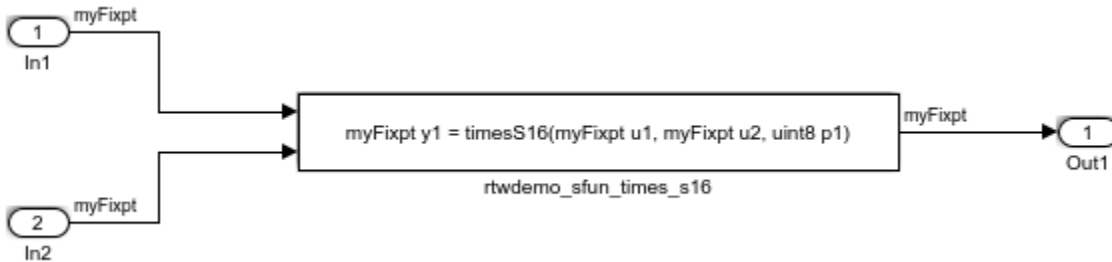 myFixpt
1
In1
myFixpt y1 = timesS16(myFixpt u1, myFixpt u2, uint8 p1)
rtwdemo_sfun_times_s16
myFixpt
1
Out1
myFixpt
2
In2